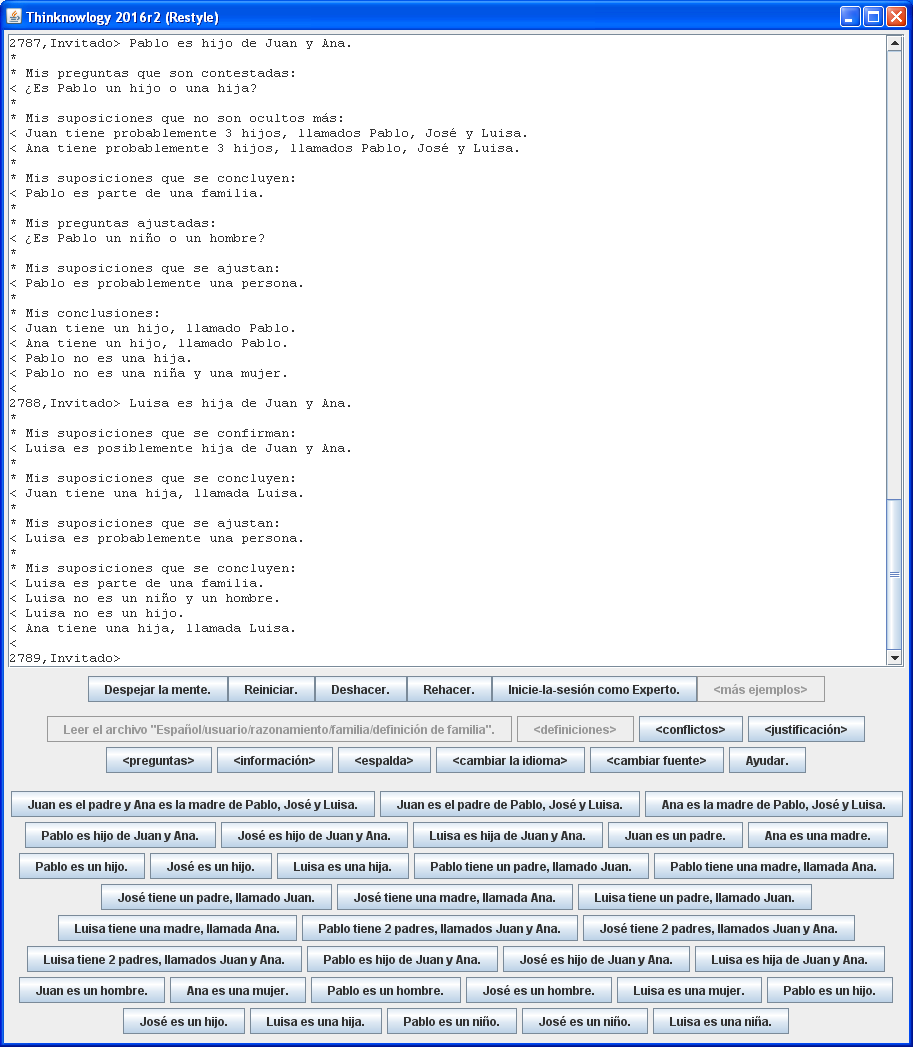 Thinknowlogy 2016r2 (Restyle)
2787,Invitado> Pablo es hijo de Juan y Ana.
*
* Mis preguntas que son contestadas:
< ¿Es Pablo un hijo o una hija?
*
* Mis suposiciones que no son ocultos más:
< Juan tiene probablemente 3 hijos, llamados Pablo, José y Luisa.
< Ana tiene probablemente 3 hijos, llamados Pablo, José y Luisa.
*
* Mis suposiciones que se concluyen:
< Pablo es parte de una familia.
*
* Mis preguntas ajustadas:
< ¿Es Pablo un niño o un hombre?
*
* Mis suposiciones que se ajustan:
< Pablo es probablemente una persona.
*
* Mis conclusiones:
< Juan tiene un hijo, llamado Pablo.
< Ana tiene un hijo, llamado Pablo.
< Pablo no es una hija.
< Pablo no es una niña y una mujer.
<
2788,Invitado> Luisa es hija de Juan y Ana.
*
* Mis suposiciones que se confirman:
< Luisa es posiblemente hija de Juan y Ana.
*
* Mis suposiciones que se concluyen:
< Juan tiene una hija, llamada Luisa.
*
* Mis suposiciones que se ajustan:
< Luisa es probablemente una persona.
*
* Mis suposiciones que se concluyen:
< Luisa es parte de una familia.
< Luisa no es un niño y un hombre.
< Luisa no es un hijo.
< Ana tiene una hija, llamada Luisa.
<
2789,Invitado>
Despejar la mente. Reiniciar. Deshacer. Rehacer. Inicie-la-sesión como Experto. <más ejemplos>
Leer el archivo "Español/usuario/razonamiento/familia/definición de familia". <definiciones> <conflictos> <justificación>
<preguntas> <información> <espalda> <cambiar la idioma> <cambiar fuente> Ayudar.
Juan es el padre y Ana es la madre de Pablo, José y Luisa. Juan es el padre de Pablo, José y Luisa. Ana es la madre de Pablo, José y Luisa.
Pablo es hijo de Juan y Ana. José es hijo de Juan y Ana. Luisa es hija de Juan y Ana. Juan es un padre. Ana es una madre.
Pablo es un hijo. José es un hijo. Luisa es una hija. Pablo tiene un padre, llamado Juan. Pablo tiene una madre, llamada Ana.
José tiene un padre, llamado Juan. José tiene una madre, llamada Ana. Luisa tiene un padre, llamado Juan.
Luisa tiene una madre, llamada Ana. Pablo tiene 2 padres, llamados Juan y Ana. José tiene 2 padres, llamados Juan y Ana.
Luisa tiene 2 padres, llamados Juan y Ana. Pablo es hijo de Juan y Ana. José es hijo de Juan y Ana. Luisa es hija de Juan y Ana.
Juan es un hombre. Ana es una mujer. Pablo es un hombre. José es un hombre. Luisa es una mujer. Pablo es un hijo.
José es un hijo. Luisa es una hija. Pablo es un niño. José es un niño. Luisa es una niña.